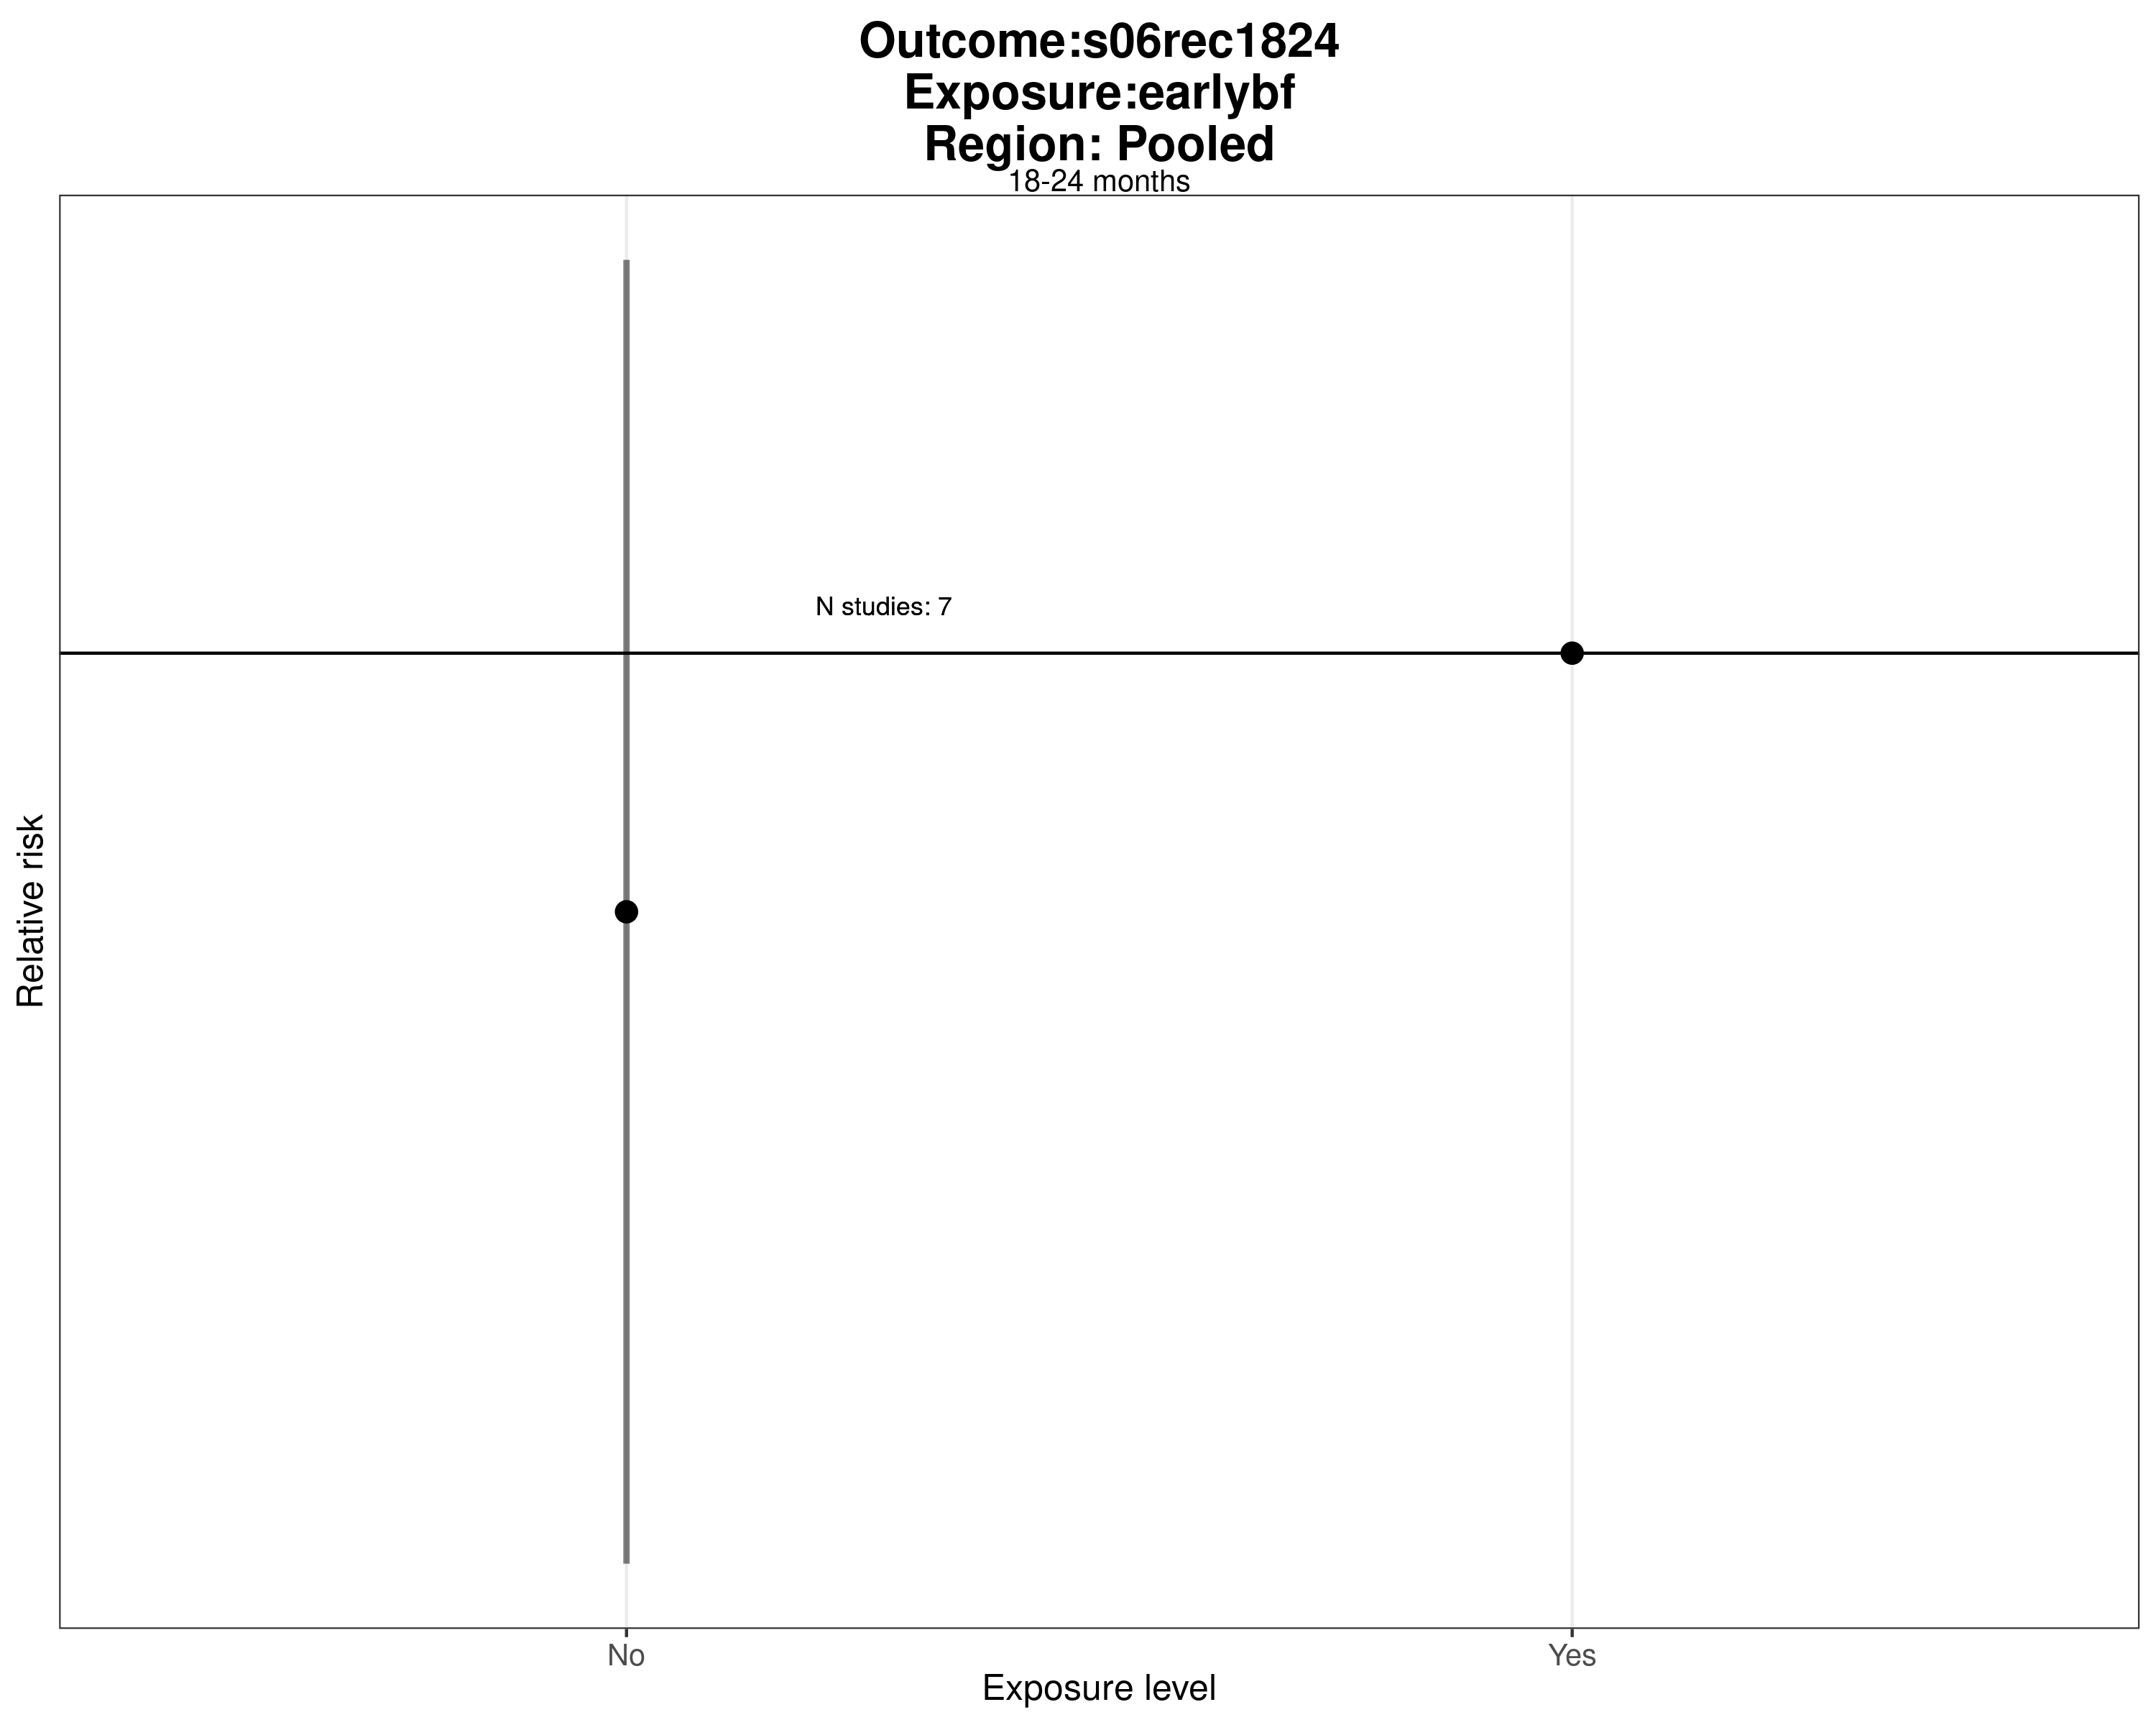 Outcome:s06rec1824
Exposure:earlybf
Region: Pooled
18-24 months
N studies: 7
Relative risk
No
Yes
Exposure level